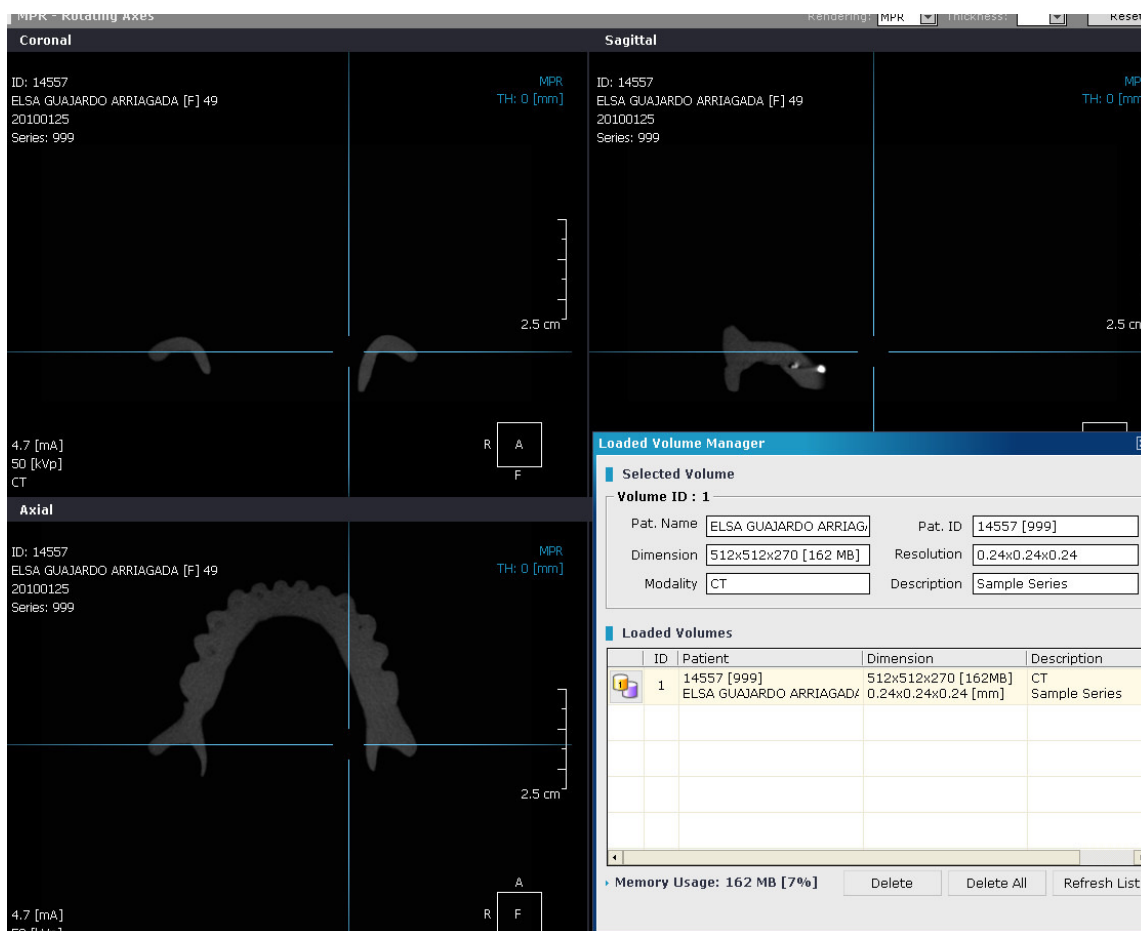 MPR - Rotating Axes
Rendering: MPR Thickness: Reset
Coronal
ID: 14557
ELSA GUAJARDO ARRIAGADA [F] 49
20100125
Series: 999
MPR
TH: 0 [mm]
2.5 cm
4.7 [mA]
50 [kVp]
CT
R A
F
Sagittal
ID: 14557
ELSA GUAJARDO ARRIAGADA [F] 49
20100125
Series: 999
MP
TH: 0 [mm
2.5 cm
Axial
ID: 14557
ELSA GUAJARDO ARRIAGADA [F] 49
20100125
Series: 999
MPR
TH: 0 [mm]
2.5 cm
A
R F
4.7 [mA]
Loaded Volume Manager
Selected Volume
Volume ID : 1
Pat. Name ELSA GUAJARDO ARRIAGA Pat. ID 14557 [999]
Dimension 512x512x270 [162 MB] Resolution 0.24x0.24x0.24
Modality CT Description Sample Series
Loaded Volumes
ID Patient Dimension Description
1 14557 [999] 512x512x270 [162MB] CT
ELSA GUAJARDO ARRIAGADA 0.24x0.24x0.24 [mm] Sample Series
Memory Usage: 162 MB [7%] Delete Delete All Refresh List